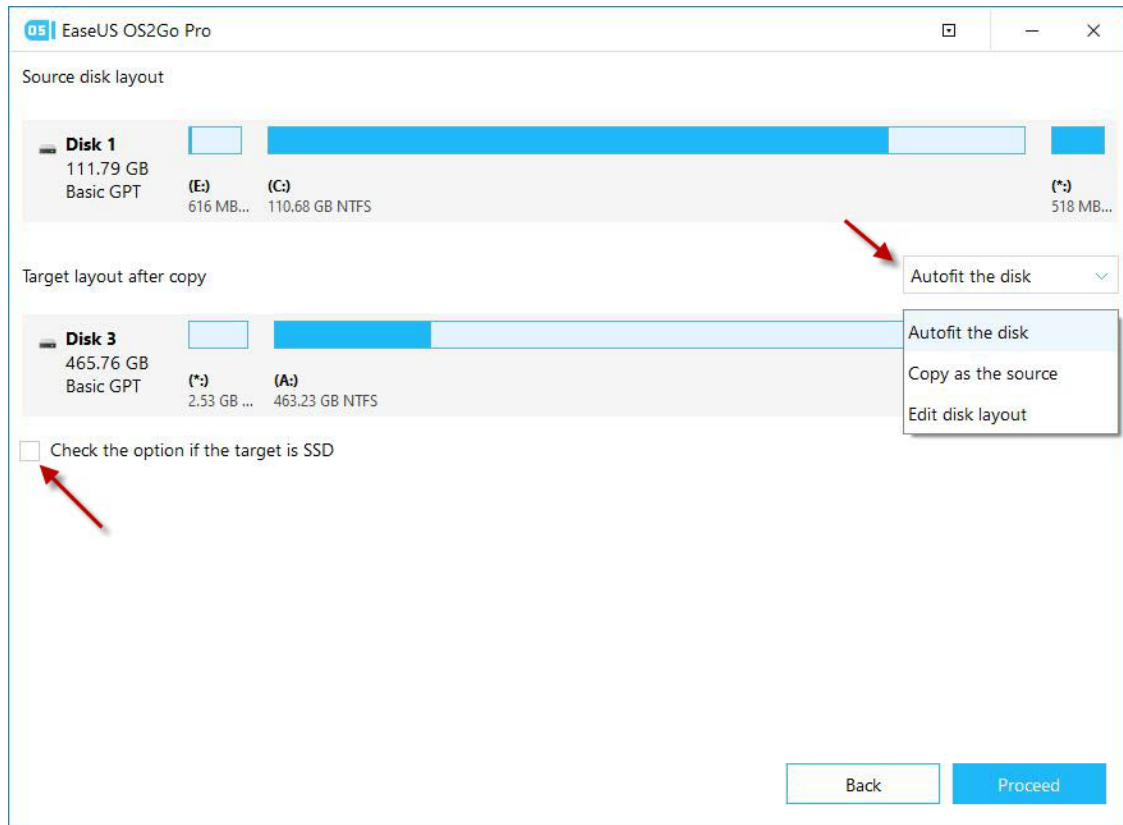 OS EaseUS OS2Go Pro
Source disk layout
Disk 1
111.79 GB
Basic GPT
(E:)
616 MB...
(C:)
110.68 GB NTFS
(*:)
518 MB...
Target layout after copy
Autofit the disk
Disk 3
465.76 GB
Basic GPT
(*:)
2.53 GB ...
(A:)
463.23 GB NTFS
Autofit the disk
Copy as the source
Edit disk layout
Check the option if the target is SSD
Back
Proceed